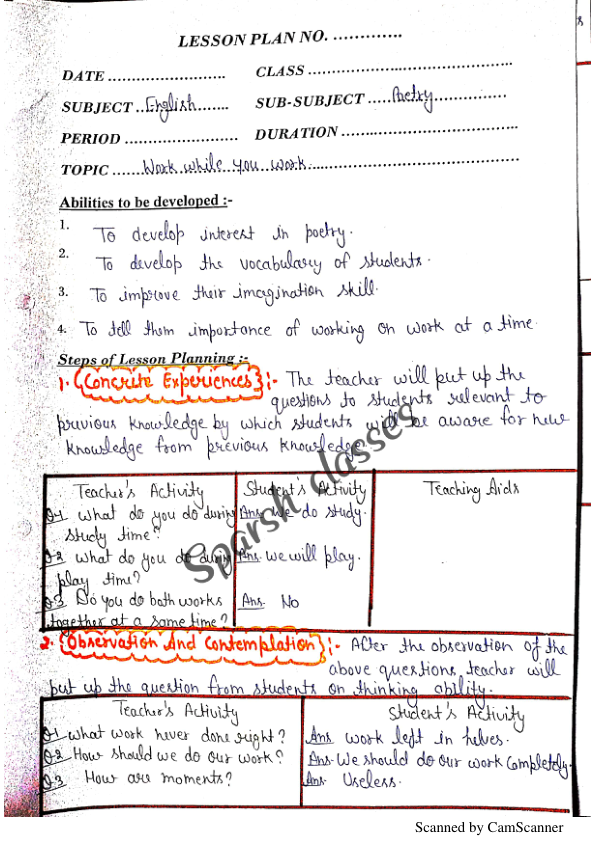 LESSON PLAN NO. .............
DATE ........................ CLASS ..........................................
SUBJECT ..English....... SUB-SUBJECT .....Poetry...............
PERIOD ....................... DURATION ....................................
TOPIC ......Work while you work............................................
Abilities to be developed :-
1. To develop interest in poetry.
2. To develop the vocabulary of students.
3. To improve their imagination skill.
4. To tell them importance of working on work at a time.
Steps of Lesson Planning :-
1. Concrete Experiences :- The teacher will put up the
questions to students relevant to
previous knowledge by which students will be aware for new
knowledge from previous knowledge.
Teacher's Activity Student's Activity Teaching Aids
Q1 What do you do during Ans. We do study.
study time?
Q2 What do you do during Ans. We will play.
play time?
Q3 Do you do both works Ans. No
together at a same time?
2. Observation And Contemplation :- After the observation of the
above questions, teacher will
put up the question from students on thinking ability.
Teacher's Activity Student's Activity
Q1 What work never done right? Ans Work left in helves.
Q2 How should we do our work? Ans. We should do our work completely.
Q3 How are moments? Ans. Useless.
Sparsh classes
Scanned by CamScanner